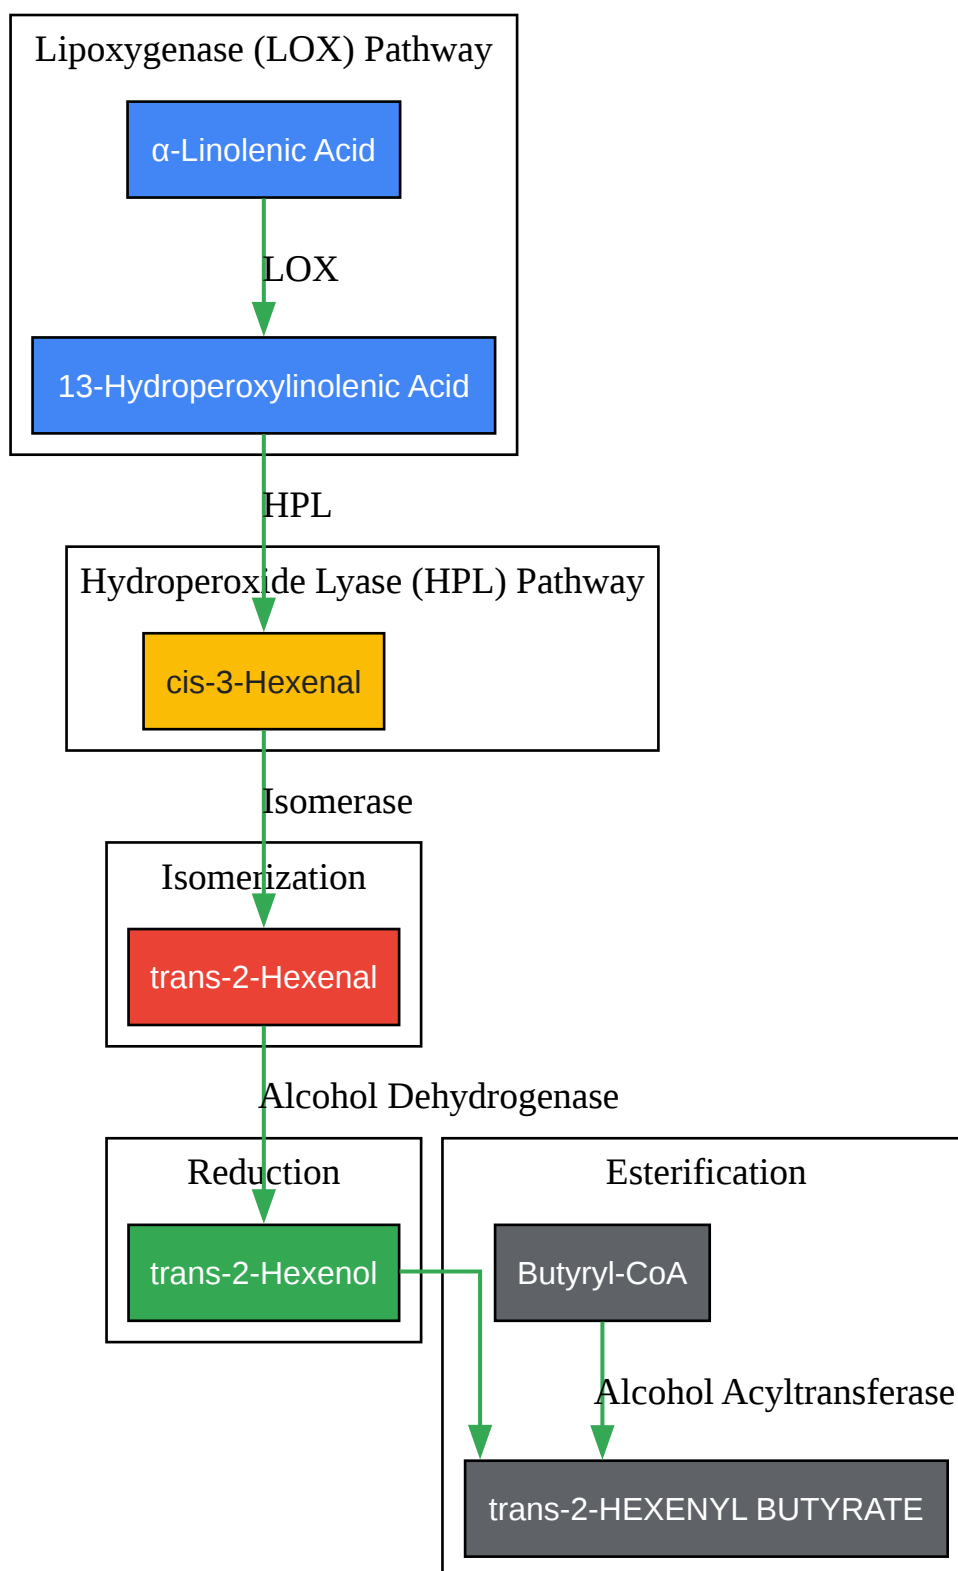 Lipoxygenase (LOX) Pathway
α-Linolenic Acid
LOX
13-Hydroperoxylinolenic Acid
HPL
Hydroperoxide Lyase (HPL) Pathway
cis-3-Hexenal
Isomerase
Isomerization
trans-2-Hexenal
Alcohol Dehydrogenase
Reduction
trans-2-Hexenol
Esterification
Butyryl-CoA
Alcohol Acyltransferase
trans-2-HEXENYL BUTYRATE